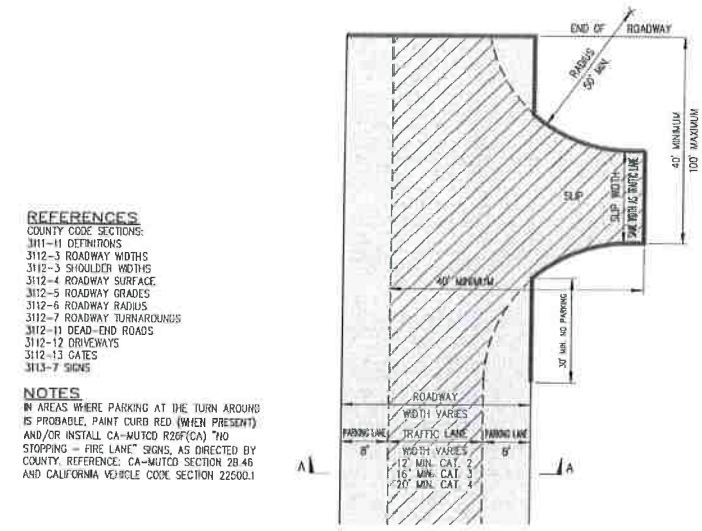 END OF ROADWAY
RADIUS
50' MIN.
40' MINIMUM
100' MAXIMUM
SLIP
SLIP WIDTH
SAME WIDTH AS TRAFFIC LANE
40' MINIMUM
30' MIN. NO PARKING
REFERENCES
COUNTY CODE SECTIONS:
3111-11 DEFINITIONS
3112-3 ROADWAY WIDTHS
3112-3 SHOULDER WIDTHS
3112-4 ROADWAY SURFACE
3112-5 ROADWAY GRADES
3112-6 ROADWAY RADIUS
3112-7 ROADWAY TURNAROUNDS
3112-11 DEAD-END ROADS
3112-12 DRIVEWAYS
3112-13 GATES
3113-7 SIGNS
NOTES
IN AREAS WHERE PARKING AT THE TURN AROUND
IS PROBABLE, PAINT CURB RED (WHEN PRESENT)
AND/OR INSTALL CA-MUTCD R26F(CA) "NO
STOPPING - FIRE LANE" SIGNS, AS DIRECTED BY
COUNTY. REFERENCE: CA-MUTCD SECTION 2B.46
AND CALIFORNIA VEHICLE CODE SECTION 22500.1
ROADWAY
WIDTH VARIES
PARKING LANE TRAFFIC LANE PARKING LANE
8' WIDTH VARIES 8'
12' MIN. CAT. 2
16' MIN. CAT. 3
20' MIN. CAT. 4
A A